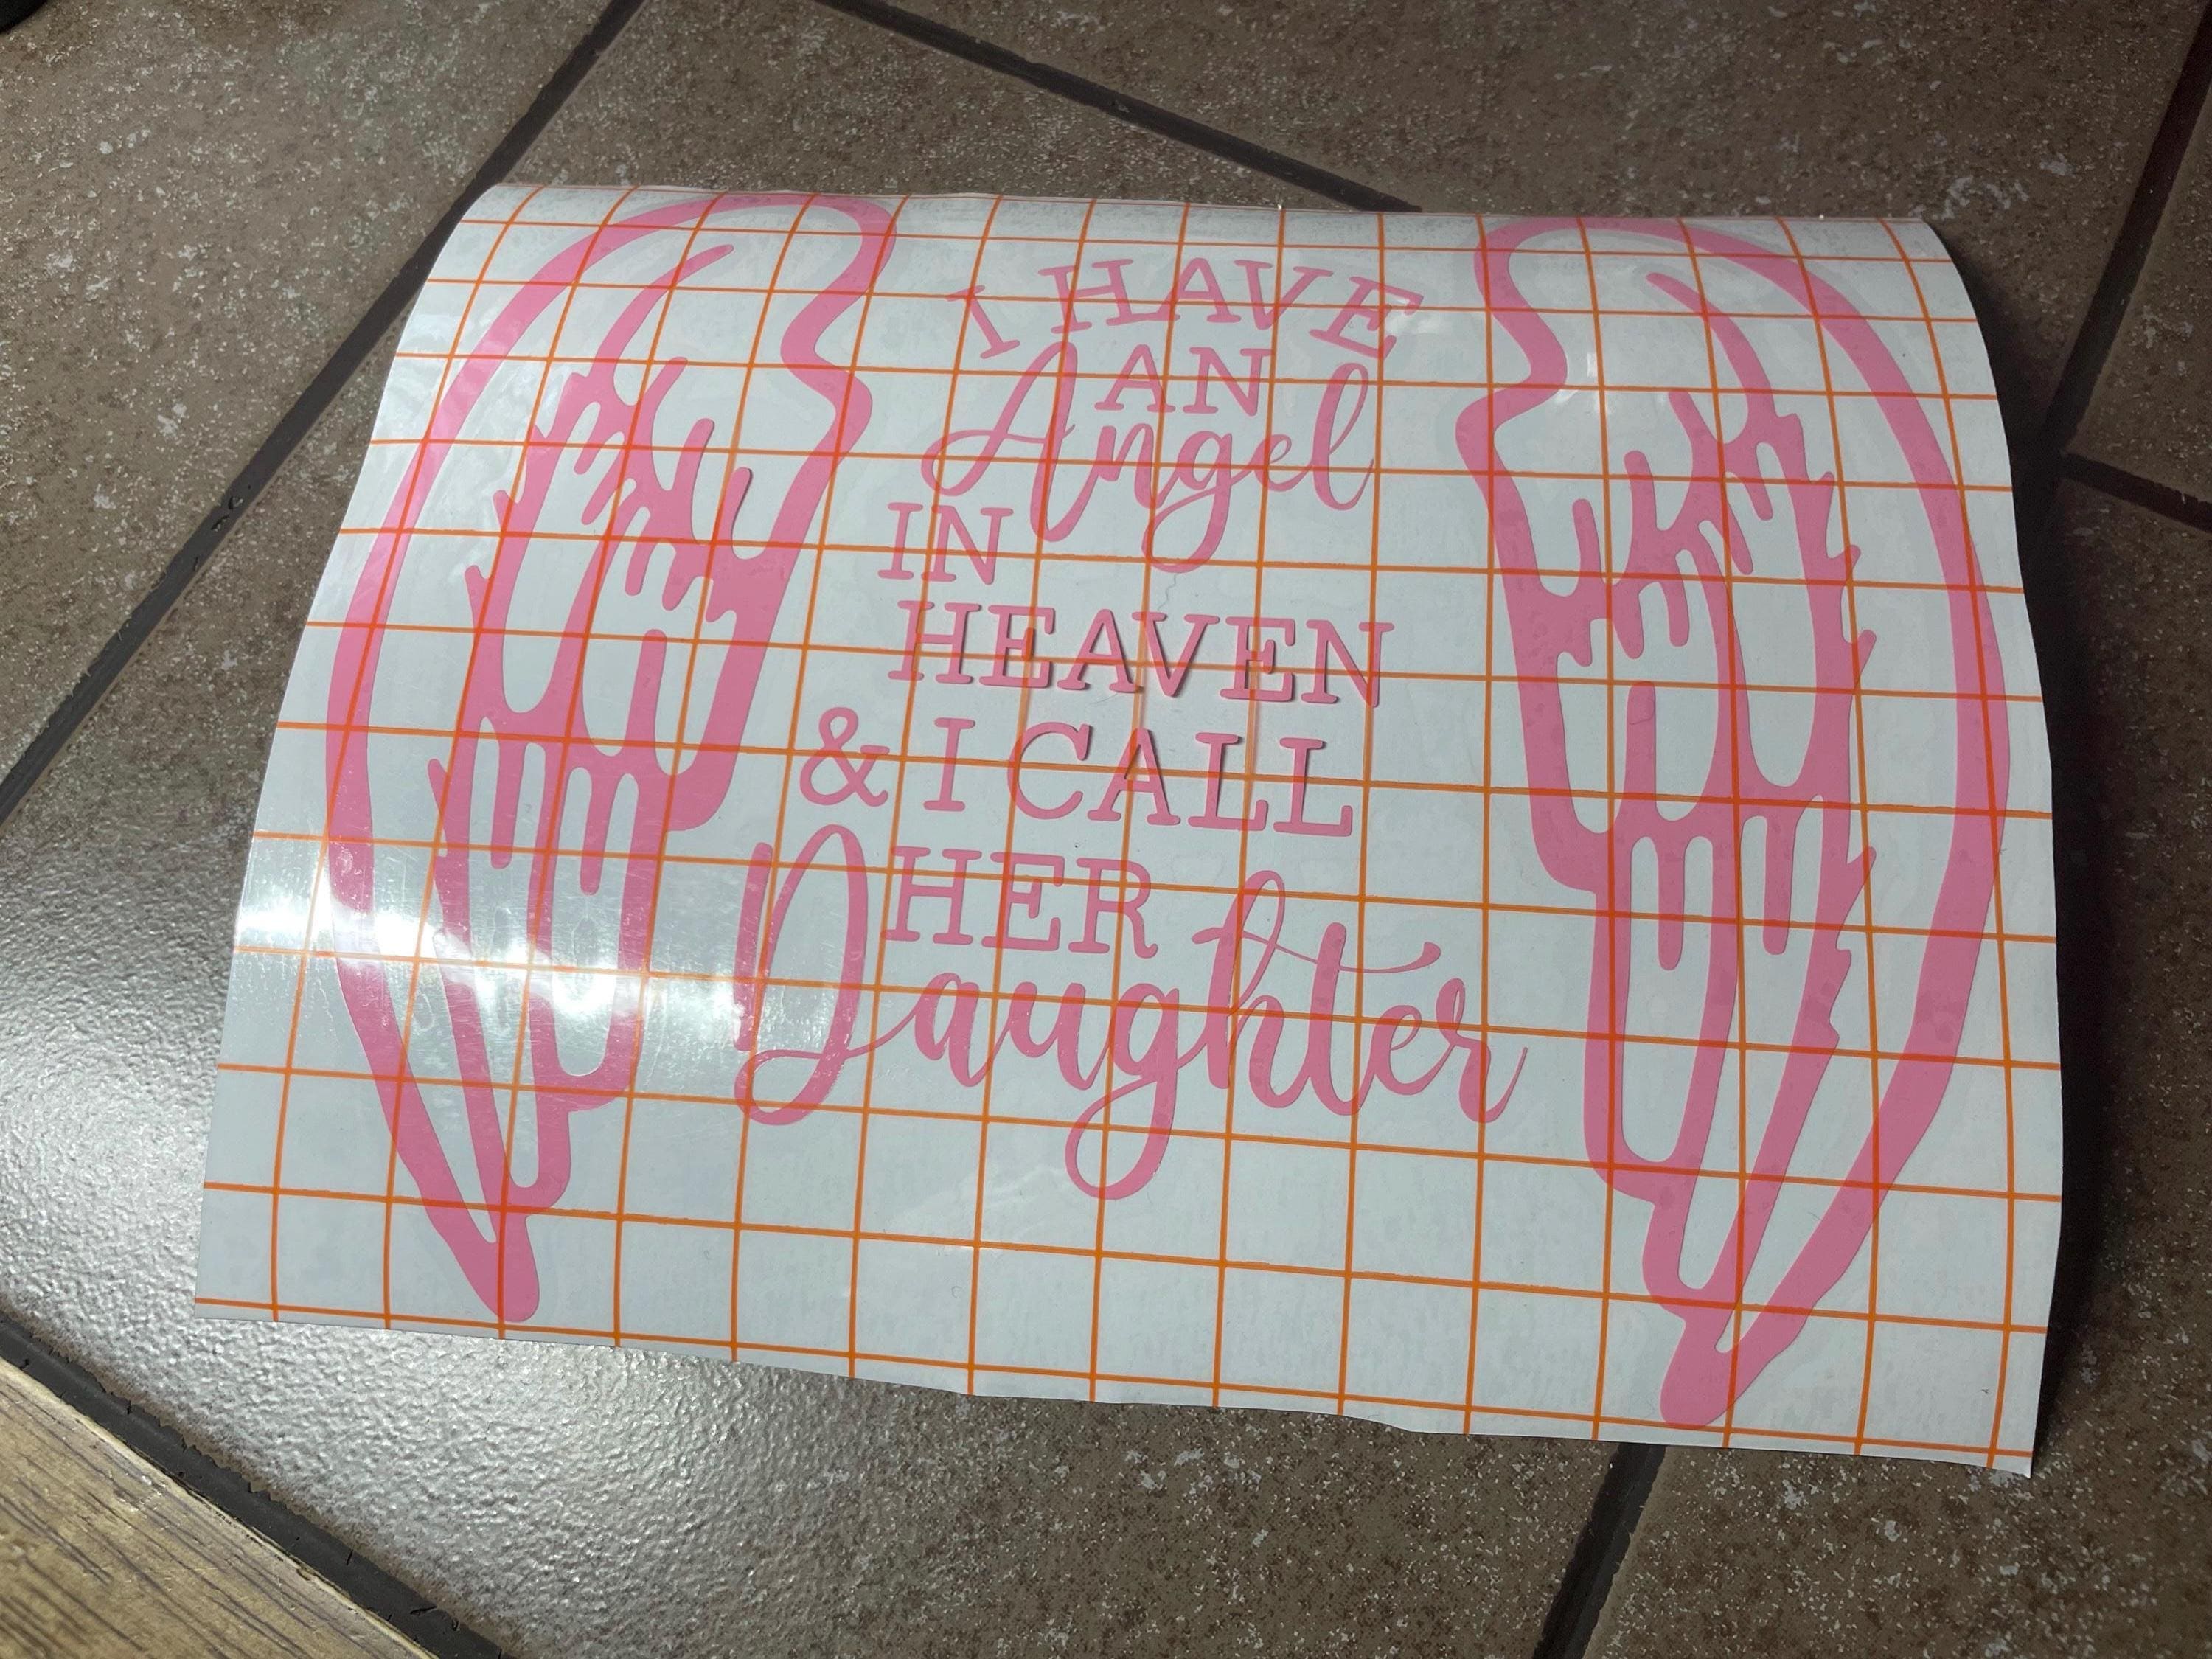 I HAVE
AN
Angel
IN
HEAVEN
& I CALL
HER
Daughter